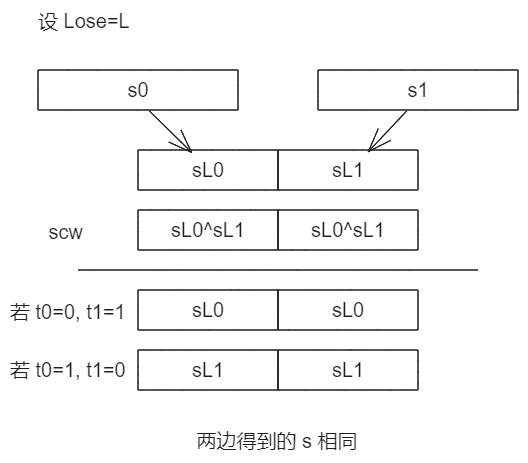 设 Lose=L
s0 s1
sL0 sL1
scw sL0^sL1 sL0^sL1
若 t0=0, t1=1 sL0 sL0
若 t0=1, t1=0 sL1 sL1
两边得到的 s 相同